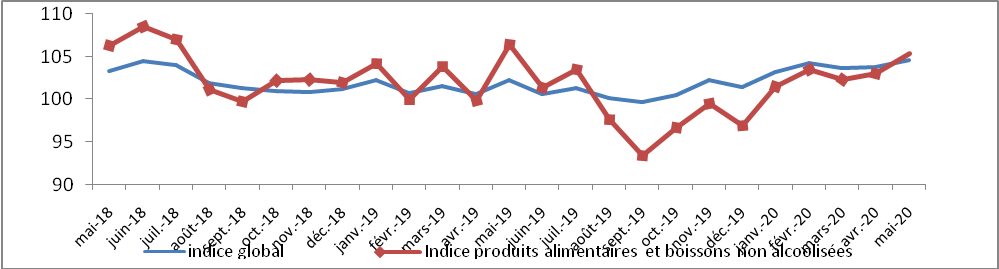 110
105
100
95
90
mai-18
juin-18
juil.-18
août-18
sept.-18
oct.-18
nov.-18
déc.-18
janv.-19
févr.-19
mars-19
avr.-19
mai-19
juin-19
juil.-19
août-19
sept.-19
oct.-19
nov.-19
déc.-19
janv.-20
févr.-20
mars-20
avr.-20
mai-20
indice global
Indice produits alimentaires et boissons non alcoolisées